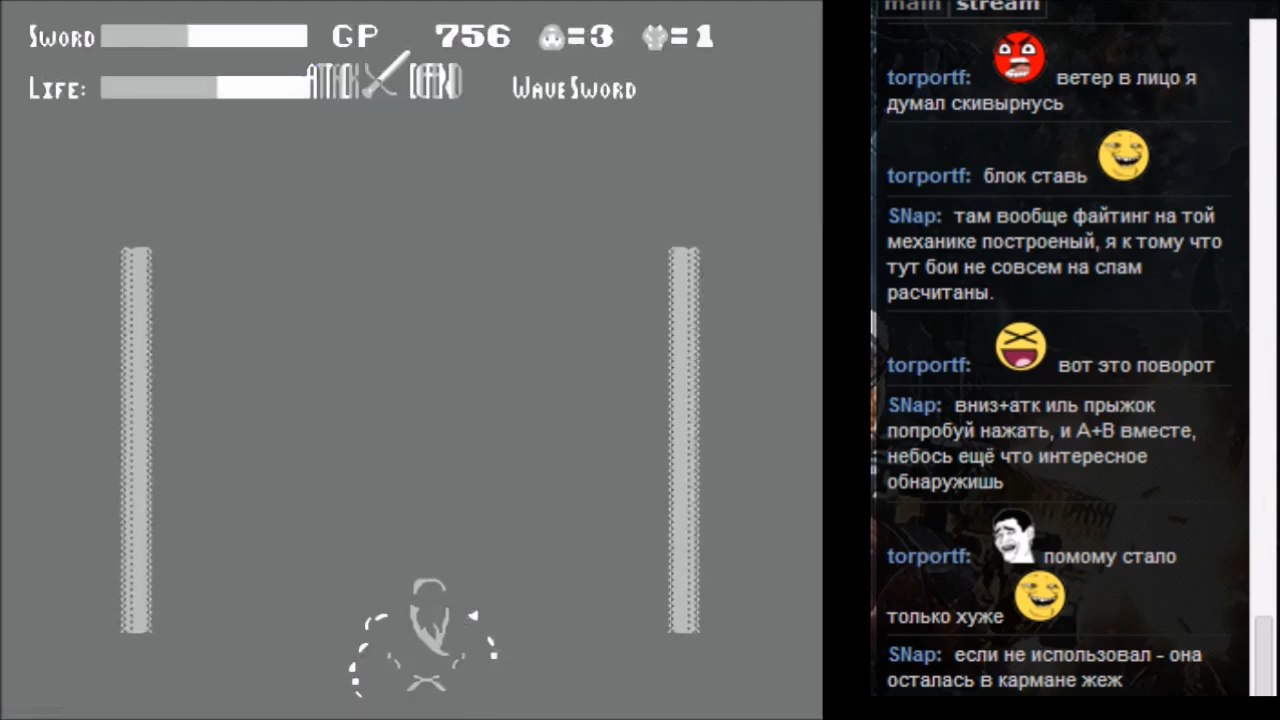 SWORD GP 756 =3 =1
LIFE: WAVE SWORD
main stream
torportf: ветер в лицо я
думал скивырнусь
torportf: блок ставь
SNap: там вообще файтинг на той
механике построеный, я к тому что
тут бои не совсем на спам
расчитаны.
torportf: вот это поворот
SNap: вниз+атк иль прыжок
попробуй нажать, и А+В вместе,
небось ещё что интересное
обнаружишь
torportf: помому стало
только хуже
SNap: если не использовал - она
осталась в кармане жеж